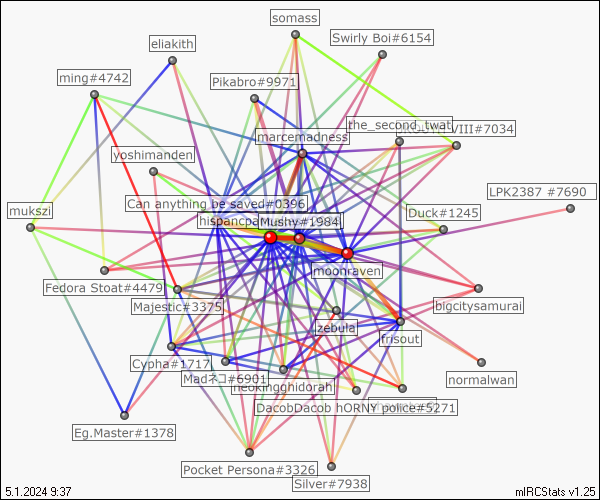 somass
Swirly Boi#6154
eliakith
ming#4742
Pikabro#9971
the_second_twat
VIII#7034
marcemadness
yoshimanden
LPK2387 #7690
Can anything be saved#0396
mukszi
Duck#1245
Mushy#1984
moonraven
Fedora Stoat#4479
Majestic#3375
bigcitysamurai
zebula
frisout
Cypha#1717
Madネコ#6901
neokingghidorah
normalwan
DacobDacob hORNY police#5271
Eg.Master#1378
Pocket Persona#3326
Silver#7938
5.1.2024 9:37
mIRCStats v1.25